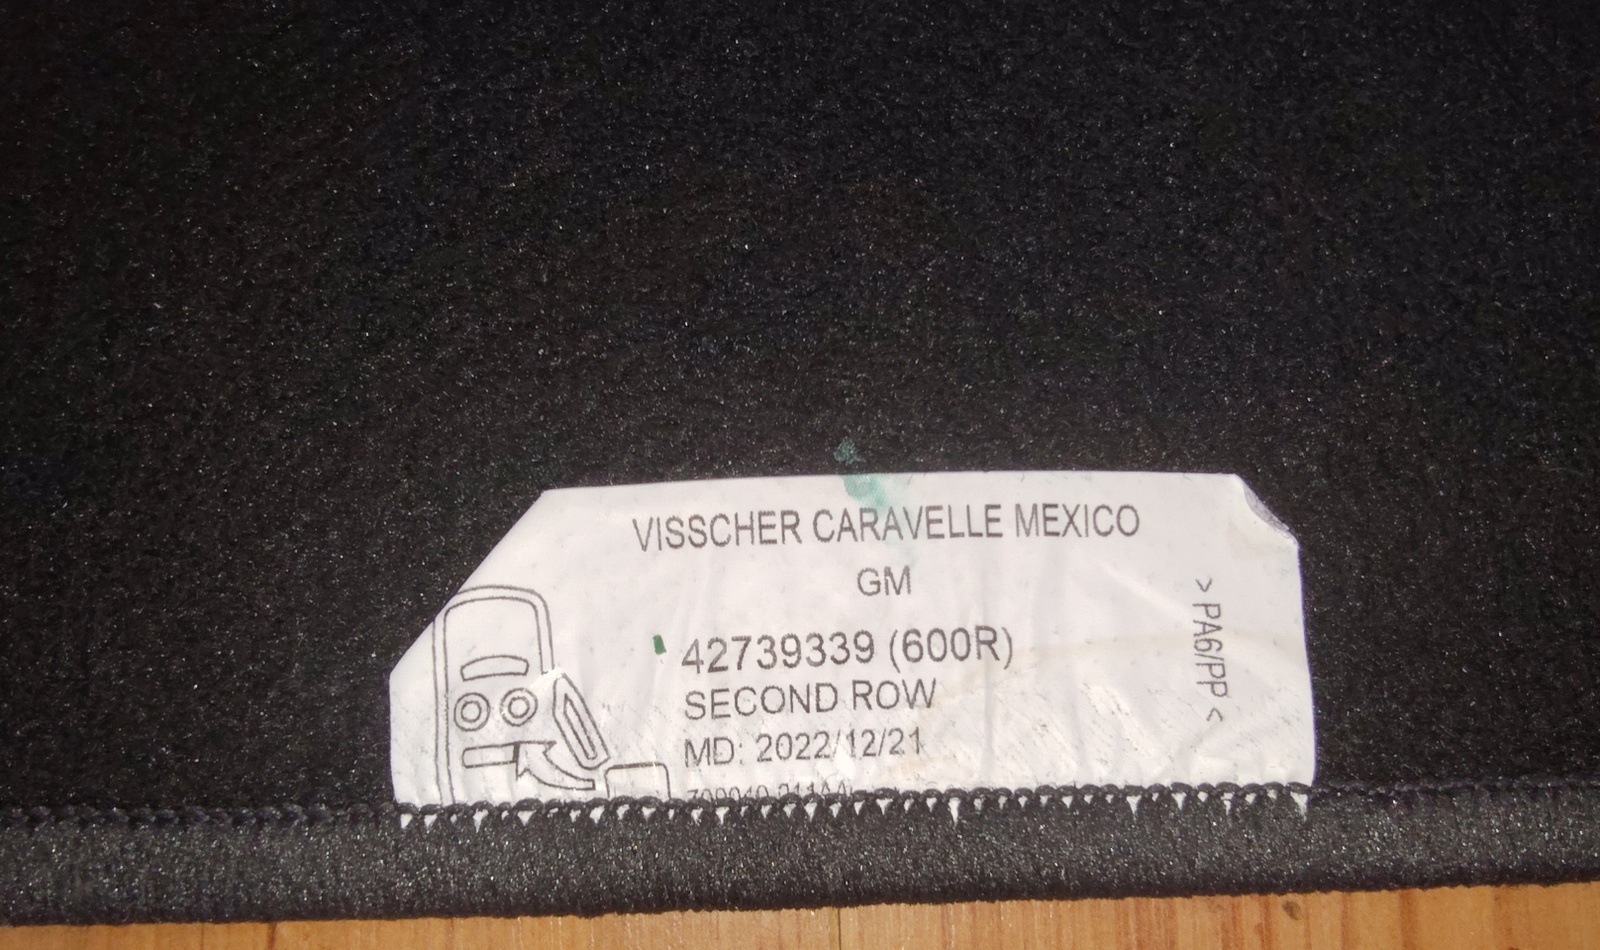 VISSCHER CARAVELLE MEXICO
GM
42739339 (600R)
SECOND ROW
MD: 2022/12/21
> PA6/PP <